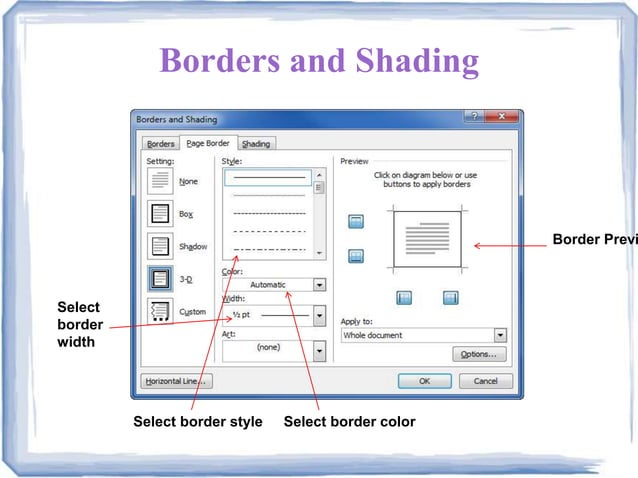 Borders and Shading
Borders and Shading
Borders Page Border Shading
Setting:
None
Box
Shadow
3-D
Custom
Style:
Color:
Automatic
Width:
½ pt
Art:
(none)
Preview
Click on diagram below or use
buttons to apply borders
Apply to:
Whole document
Options...
Horizontal Line...
OK
Cancel
Border Previ
Select
border
width
Select border style
Select border color